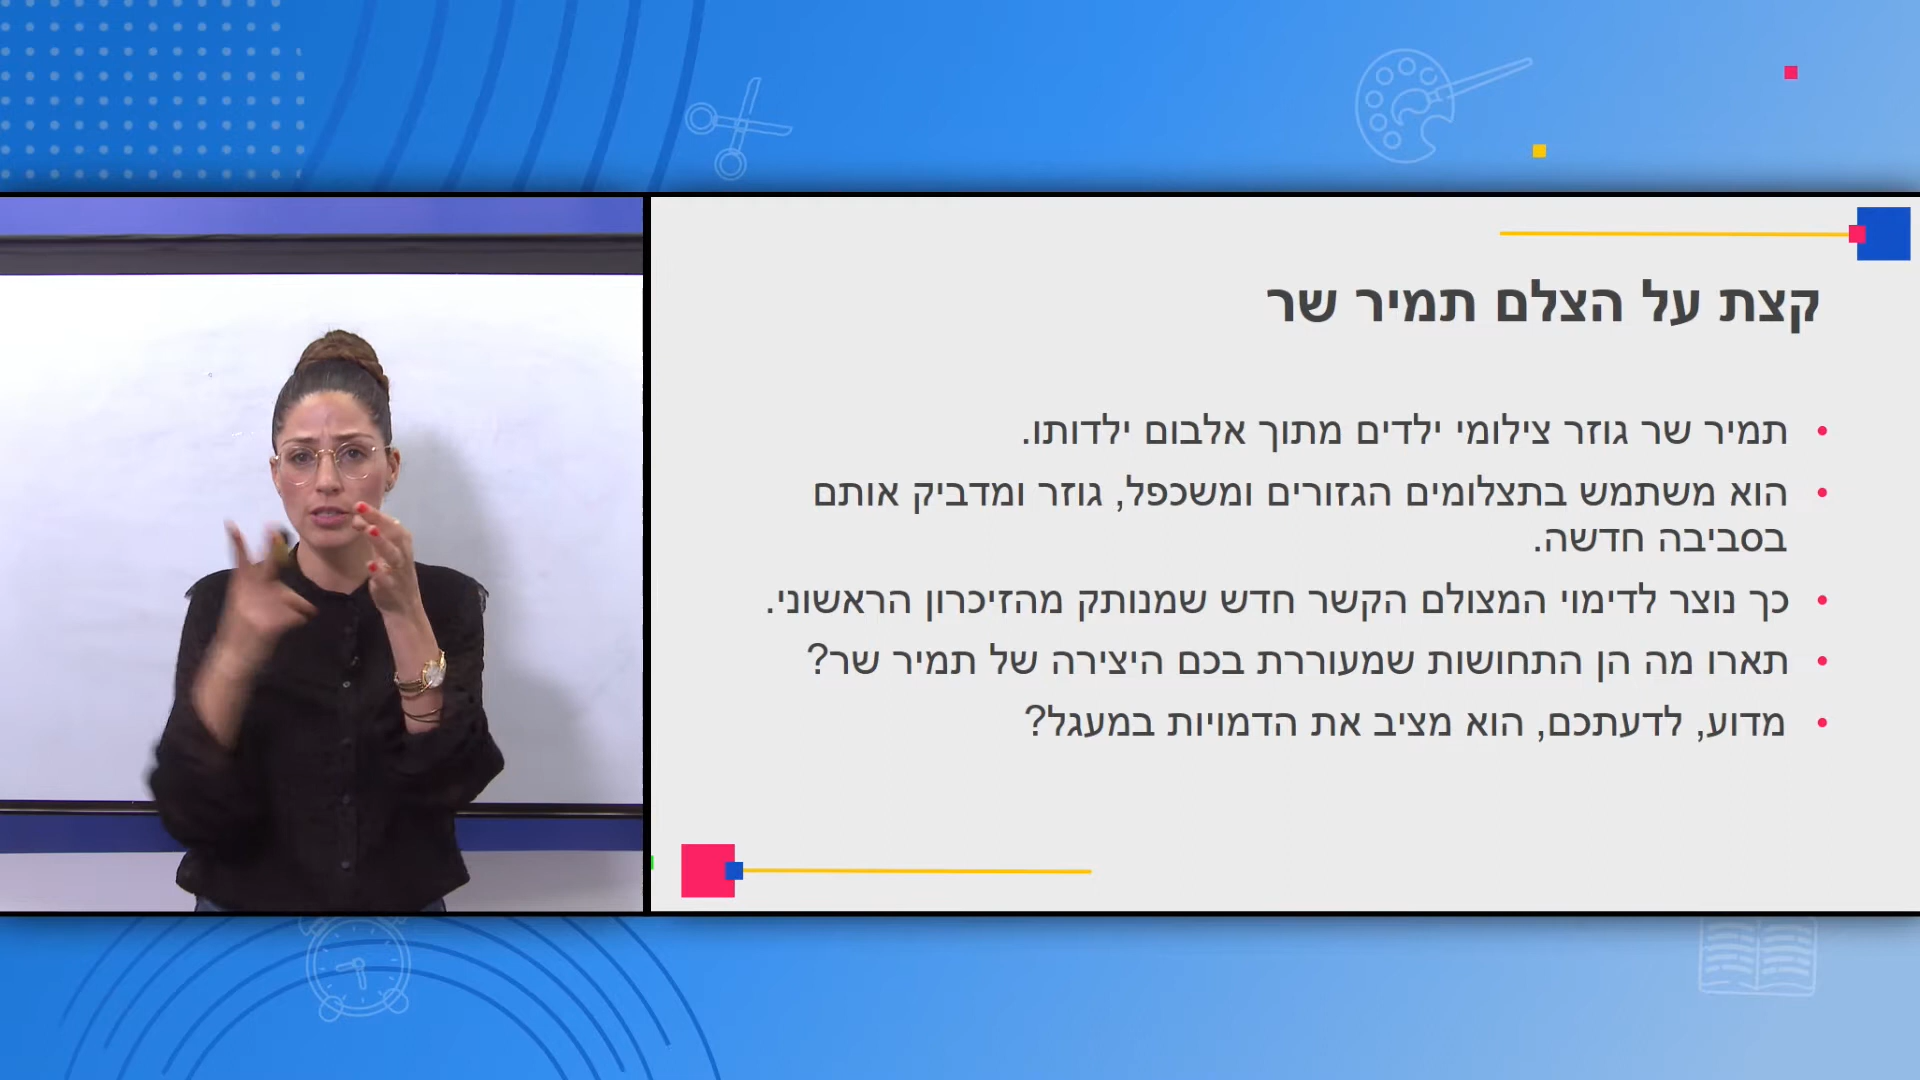 קצת על הצלם תמיר שר
• תמיר שר גוזר צילומי ילדים מתוך אלבום ילדותו.
• הוא משתמש בתצלומים הגזורים ומשכפל, גוזר ומדביק אותם
בסביבה חדשה.
• כך נוצר לדימוי המצולם הקשר חדש שמנותק מהזיכרון הראשוני.
• תארו מה הן התחושות שמעוררת בכם היצירה של תמיר שר?
• מדוע, לדעתכם, הוא מציב את הדמויות במעגל?